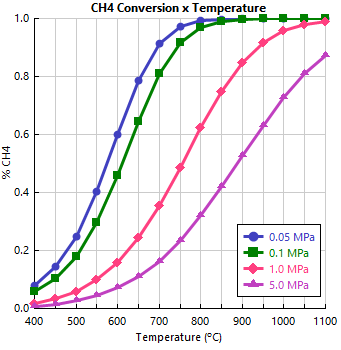 CH4 Conversion x Temperature
1.0
0.8
0.6
0.4
0.2
0.0
% CH4
0.05 MPa
0.1 MPa
1.0 MPa
5.0 MPa
400 500 600 700 800 900 1000 1100
Temperature (ºC)